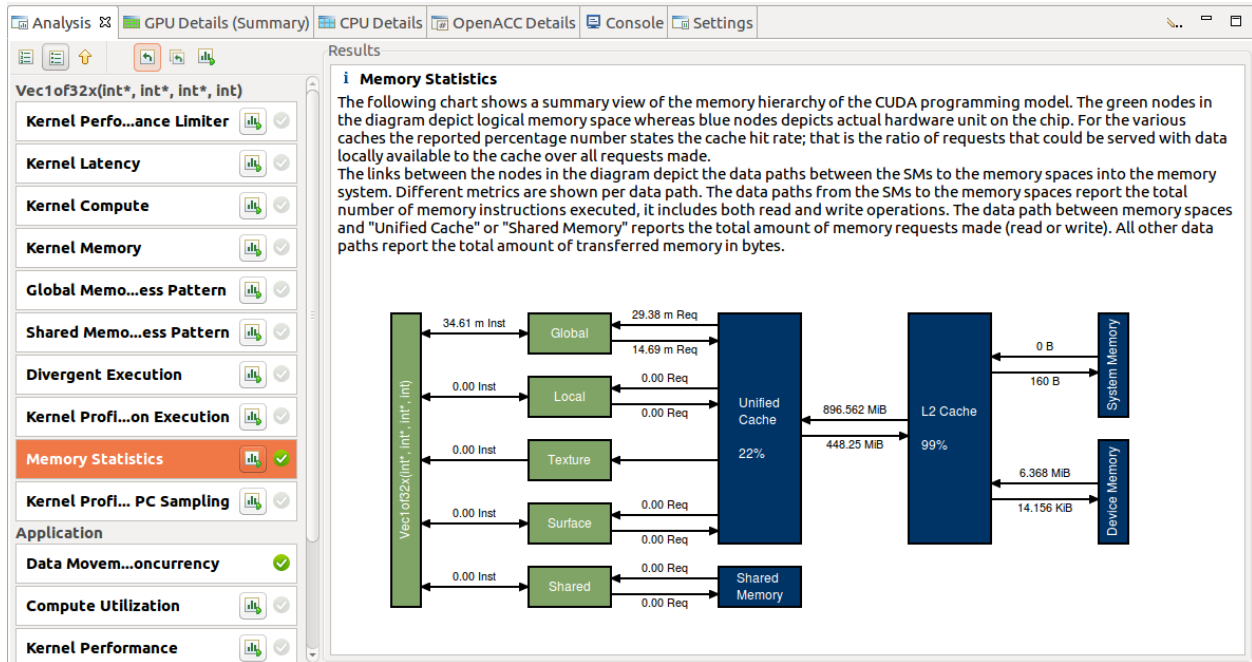 Analysis
GPU Details (Summary)
CPU Details
OpenACC Details
Console
Settings
Results
Vec1of32x(int*, int*, int*, int)
Kernel Perfo...ance Limiter
Kernel Latency
Kernel Compute
Kernel Memory
Global Memo...ess Pattern
Shared Memo...ess Pattern
Divergent Execution
Kernel Profi...on Execution
Memory Statistics
Kernel Profi... PC Sampling
Application
Data Movem...oncurrency
Compute Utilization
Kernel Performance
i Memory Statistics
The following chart shows a summary view of the memory hierarchy of the CUDA programming model. The green nodes in
the diagram depict logical memory space whereas blue nodes depicts actual hardware unit on the chip. For the various
caches the reported percentage number states the cache hit rate; that is the ratio of requests that could be served with data
locally available to the cache over all requests made.
The links between the nodes in the diagram depict the data paths between the SMs to the memory spaces into the memory
system. Different metrics are shown per data path. The data paths from the SMs to the memory spaces report the total
number of memory instructions executed, it includes both read and write operations. The data path between memory spaces
and "Unified Cache" or "Shared Memory" reports the total amount of memory requests made (read or write). All other data
paths report the total amount of transferred memory in bytes.
Vec1of32x(int*, int*, int*, int)
34.61 m Inst
Global
29.38 m Req
14.69 m Req
0.00 Inst
Local
0.00 Req
0.00 Req
0.00 Inst
Texture
0.00 Inst
Surface
0.00 Req
0.00 Req
0.00 Inst
Shared
0.00 Req
0.00 Req
Unified
Cache
22%
Shared
Memory
896.562 MiB
448.25 MiB
L2 Cache
99%
0 B
160 B
System Memory
6.368 MiB
14.156 KiB
Device Memory